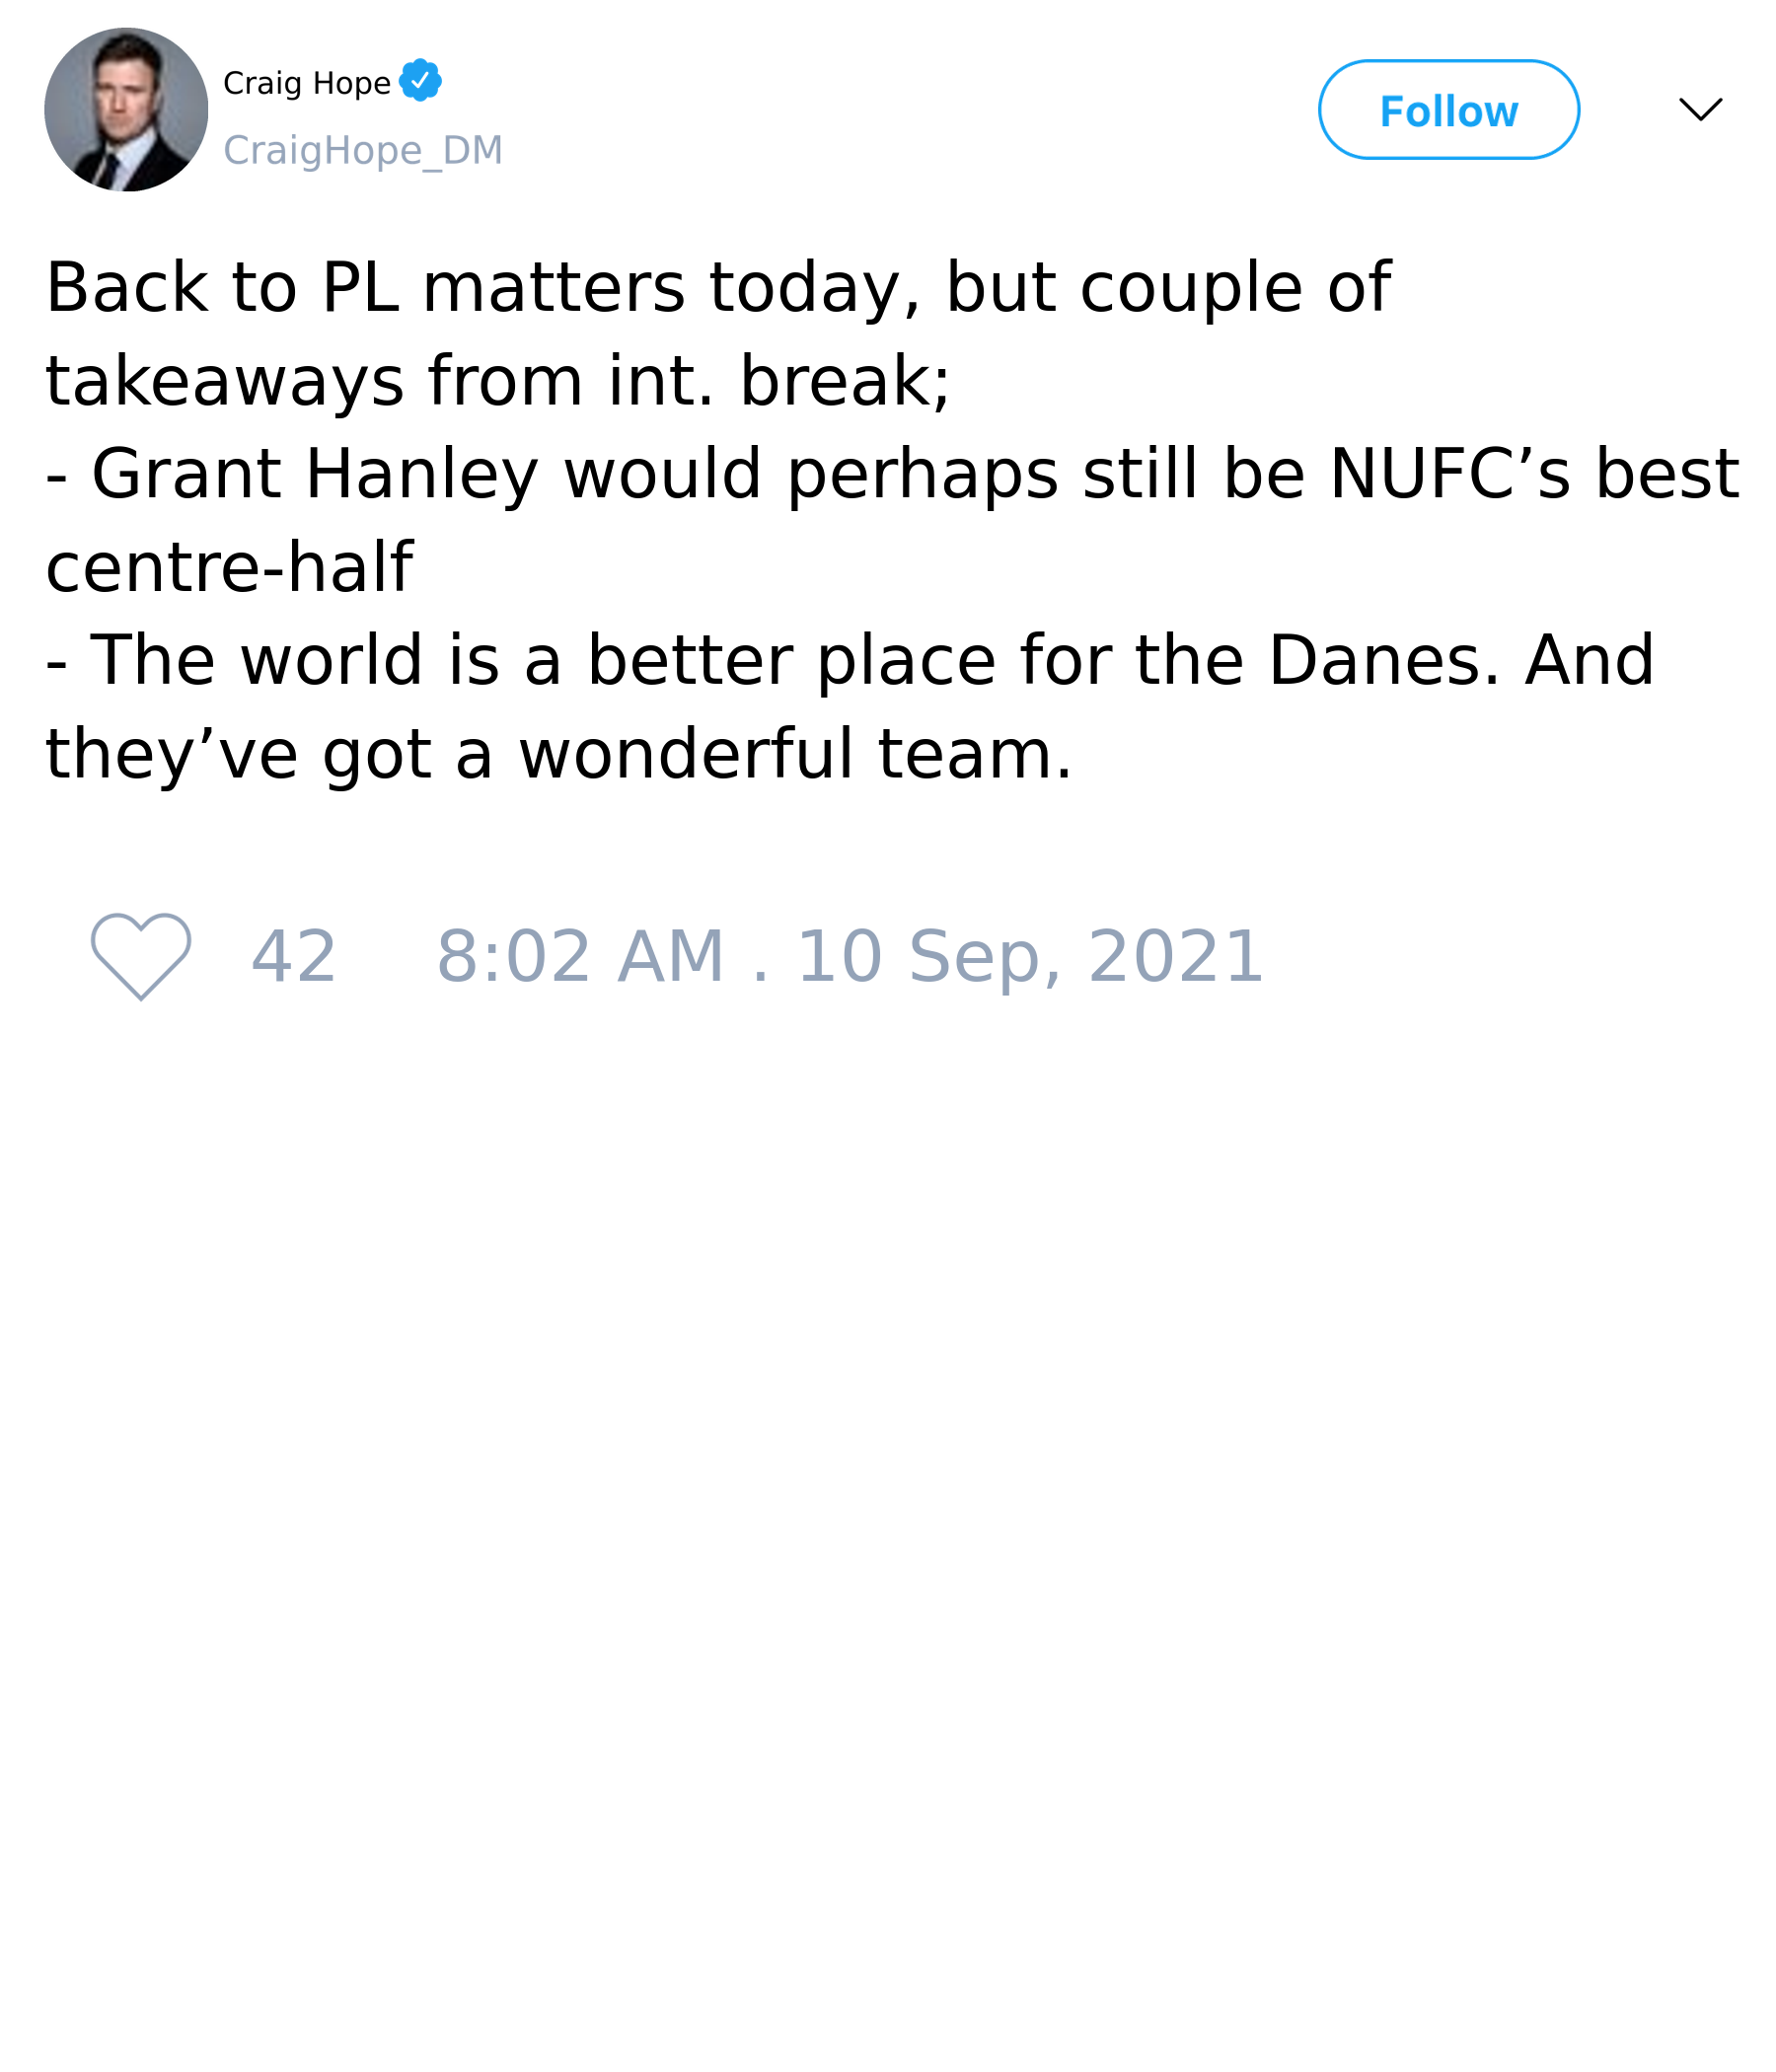 Craig Hope
CraigHope_DM
Follow
Back to PL matters today, but couple of
takeaways from int. break;
- Grant Hanley would perhaps still be NUFC’s best
centre-half
- The world is a better place for the Danes. And
they’ve got a wonderful team.
42 8:02 AM . 10 Sep, 2021